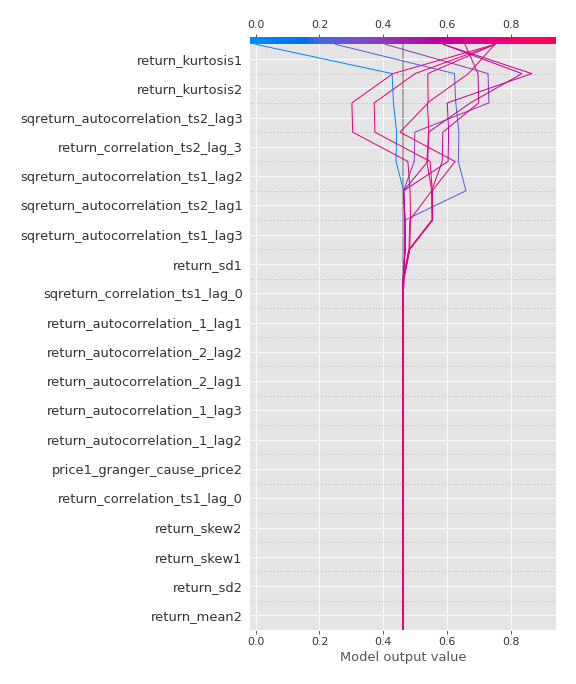 0.0 0.2 0.4 0.6 0.8
return_kurtosis1
return_kurtosis2
sqreturn_autocorrelation_ts2_lag3
return_correlation_ts2_lag_3
sqreturn_autocorrelation_ts1_lag2
sqreturn_autocorrelation_ts2_lag1
sqreturn_autocorrelation_ts1_lag3
return_sd1
sqreturn_correlation_ts1_lag_0
return_autocorrelation_1_lag1
return_autocorrelation_2_lag2
return_autocorrelation_2_lag1
return_autocorrelation_1_lag3
return_autocorrelation_1_lag2
price1_granger_cause_price2
return_correlation_ts1_lag_0
return_skew2
return_skew1
return_sd2
return_mean2
0.0 0.2 0.4 0.6 0.8
Model output value